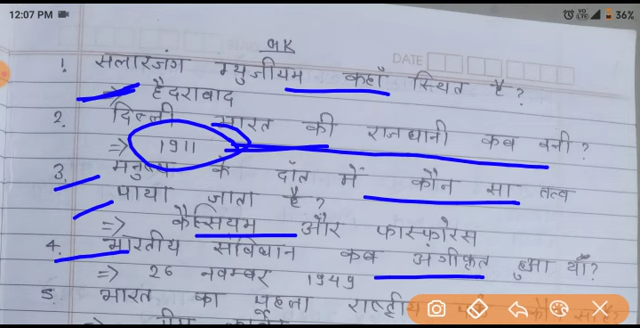 12:07 PM 36%
GK
DATE
1. सलारजंग म्युजीयम कहाँ स्थित है?
⇒ हैदराबाद
2. दिल्ली भारत की राजधानी कब बनी?
⇒ 1911
3. मनुष्य के दाँत में कौन सा तत्व
पाया जाता है?
⇒ कैल्सियम और फास्फोरस
4. भारतीय संविधान कब अंगीकृत हुआ था?
⇒ 26 नवम्बर 1949
5. भारत का पहला राष्ट्रीय